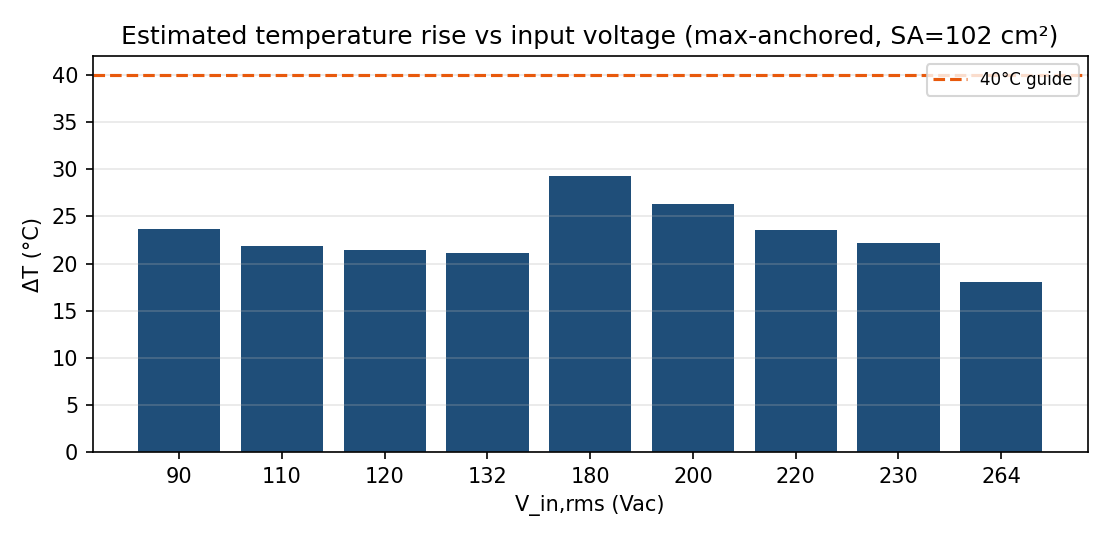 Estimated temperature rise vs input voltage (max-anchored, SA=102 cm²)
40°C guide
ΔT (°C)
40
35
30
25
20
15
10
5
0
90 110 120 132 180 200 220 230 264
V_in,rms (Vac)